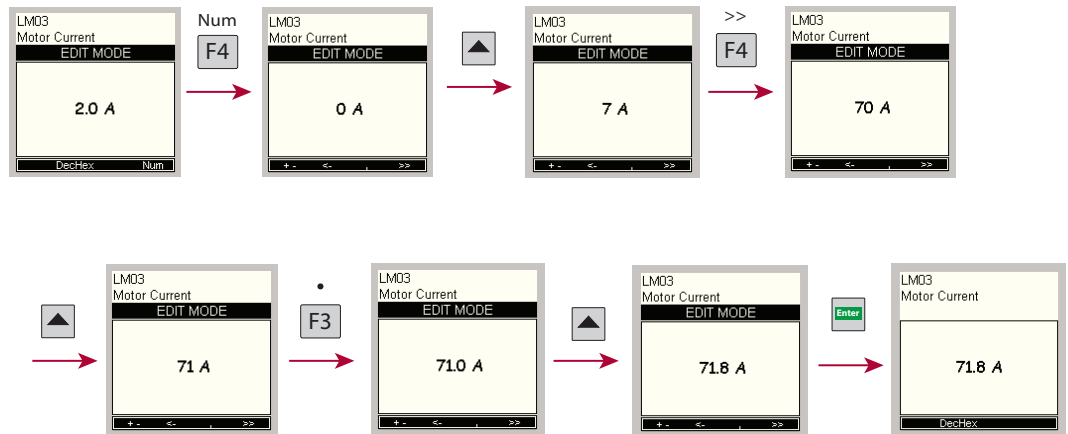 LM03
Motor Current
EDIT MODE
2.0 A
DecHex Num
Num
F4
LM03
Motor Current
EDIT MODE
0 A
+ - <- , >>
LM03
Motor Current
EDIT MODE
7 A
+ - <- , >>
>>
F4
LM03
Motor Current
EDIT MODE
70 A
+ - <- , >>
LM03
Motor Current
EDIT MODE
71 A
+ - <- , >>
•
F3
LM03
Motor Current
EDIT MODE
71.0 A
+ - <- , >>
LM03
Motor Current
EDIT MODE
71.8 A
+ - <- , >>
Enter
LM03
Motor Current
71.8 A
DecHex